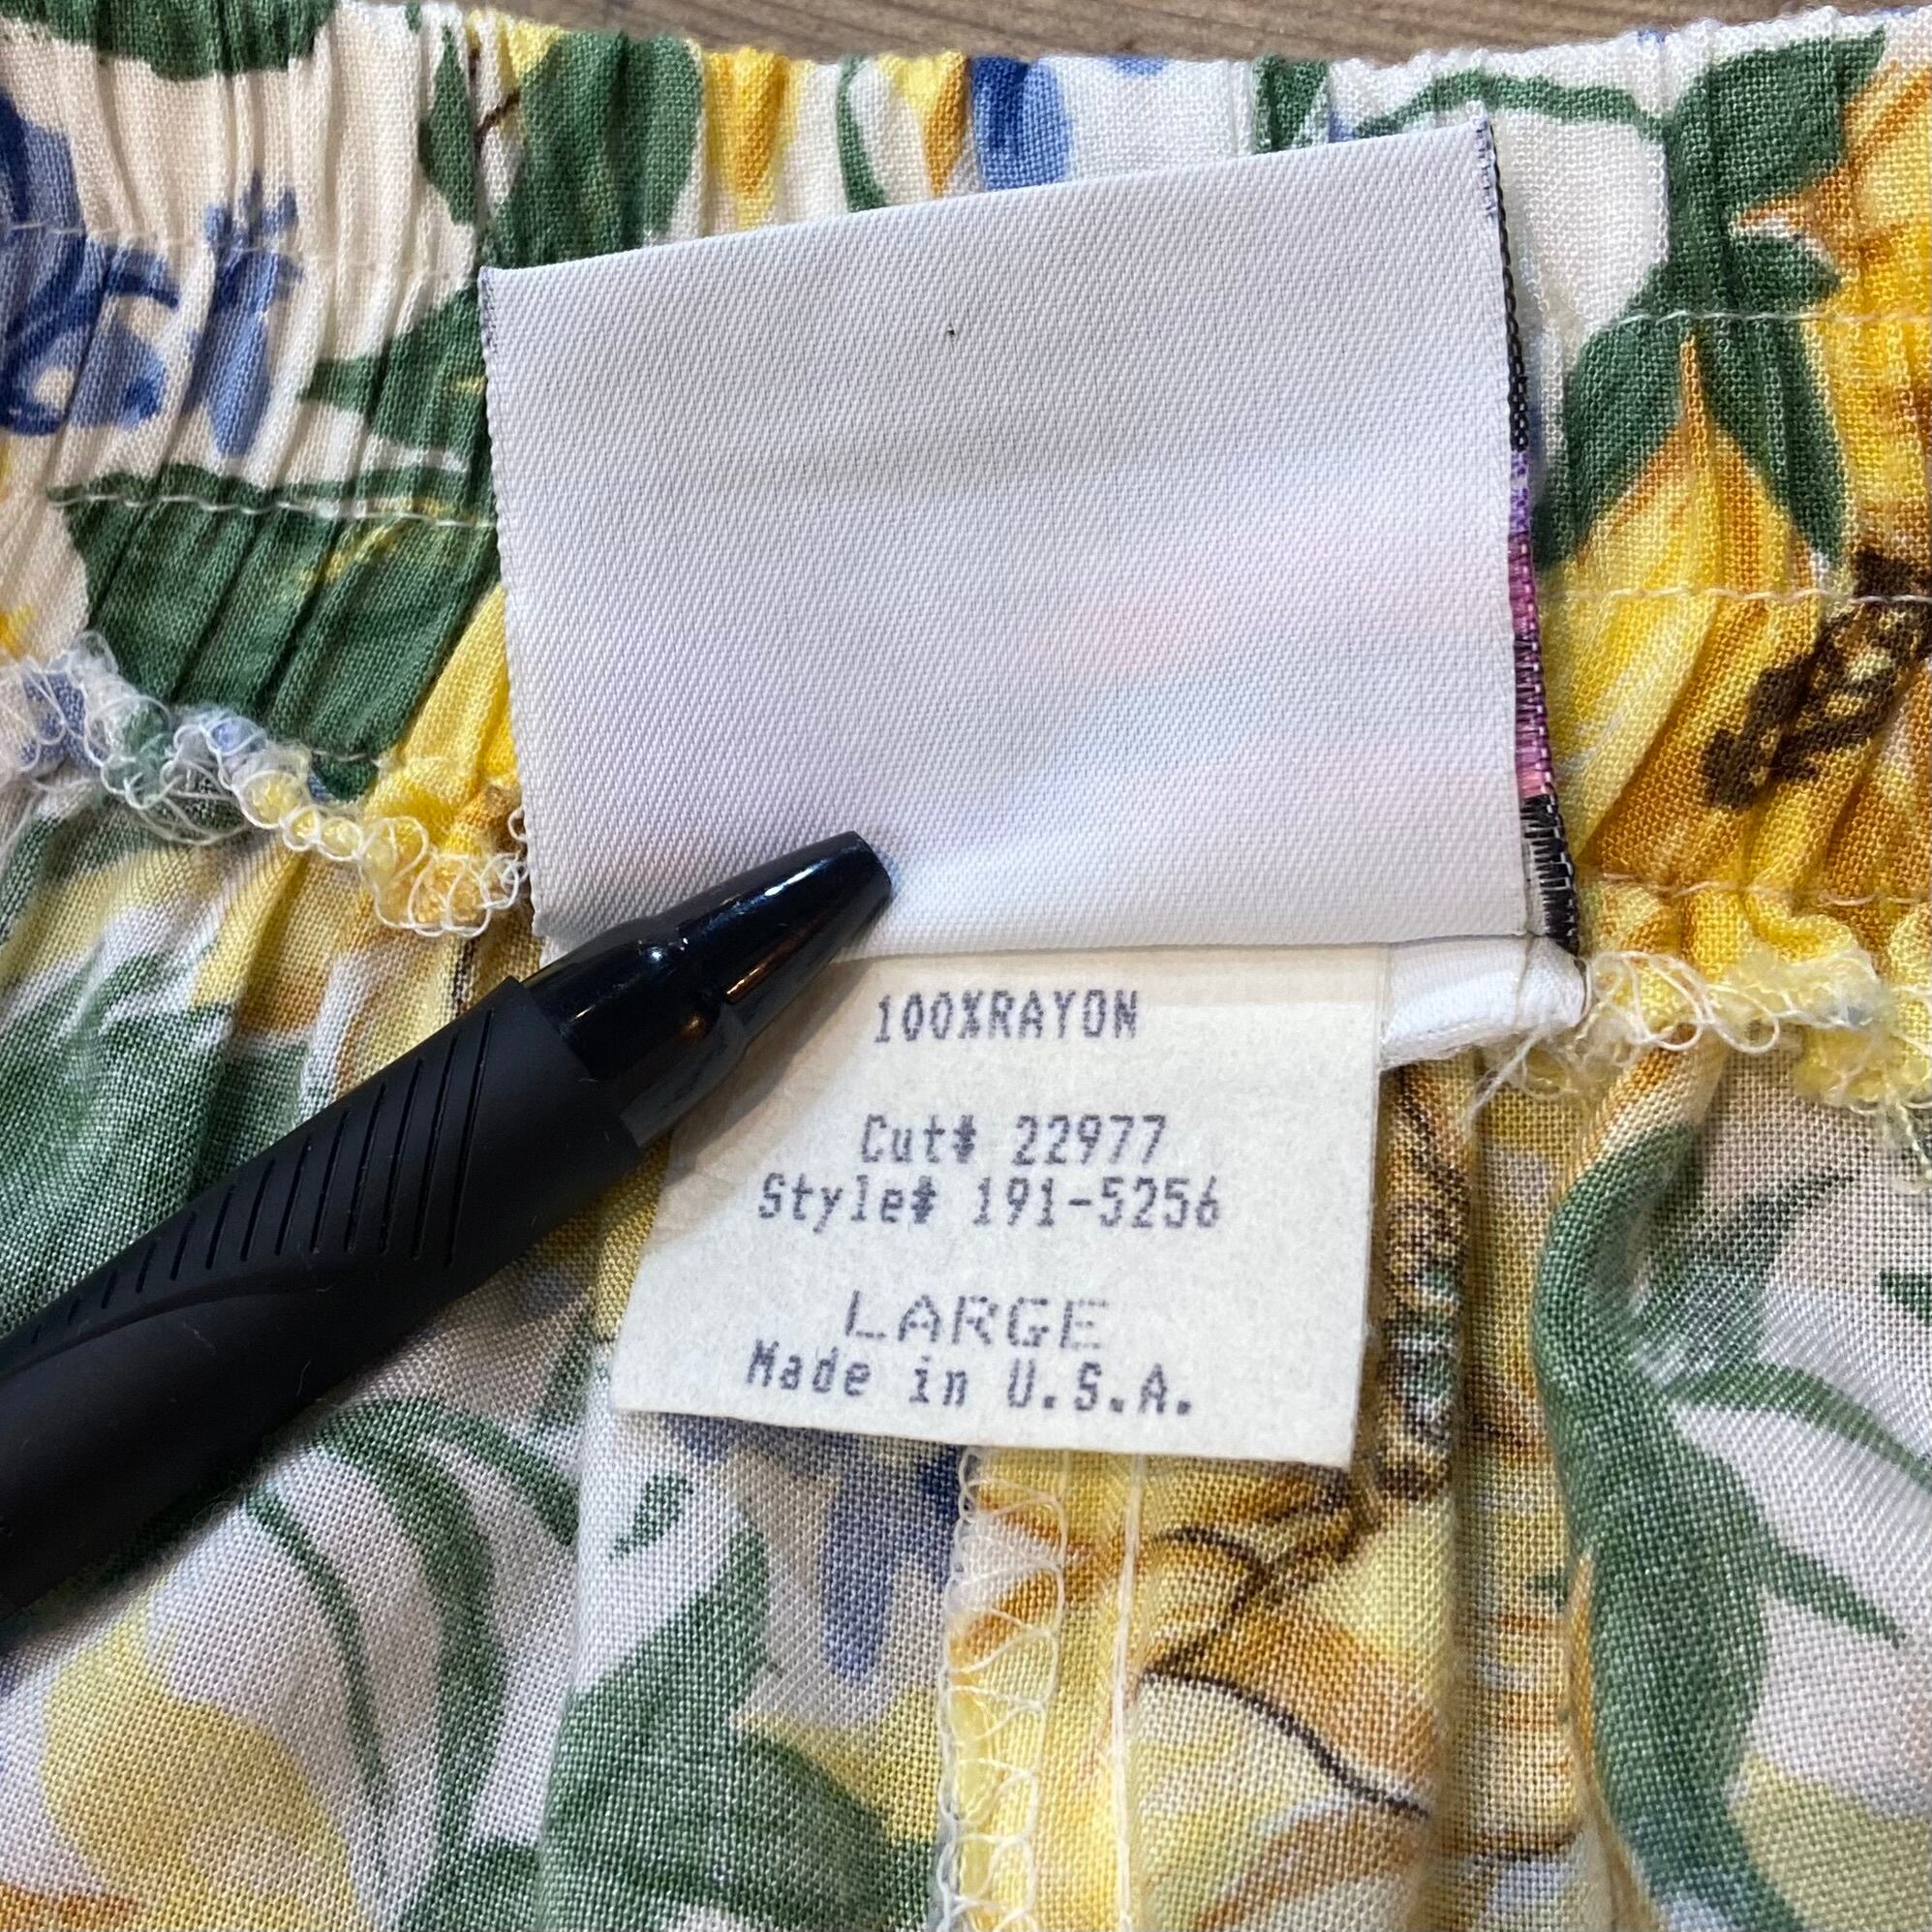 100%RAYON
Cut# 22977
Style# 191-5256
LARGE
Made in U.S.A.